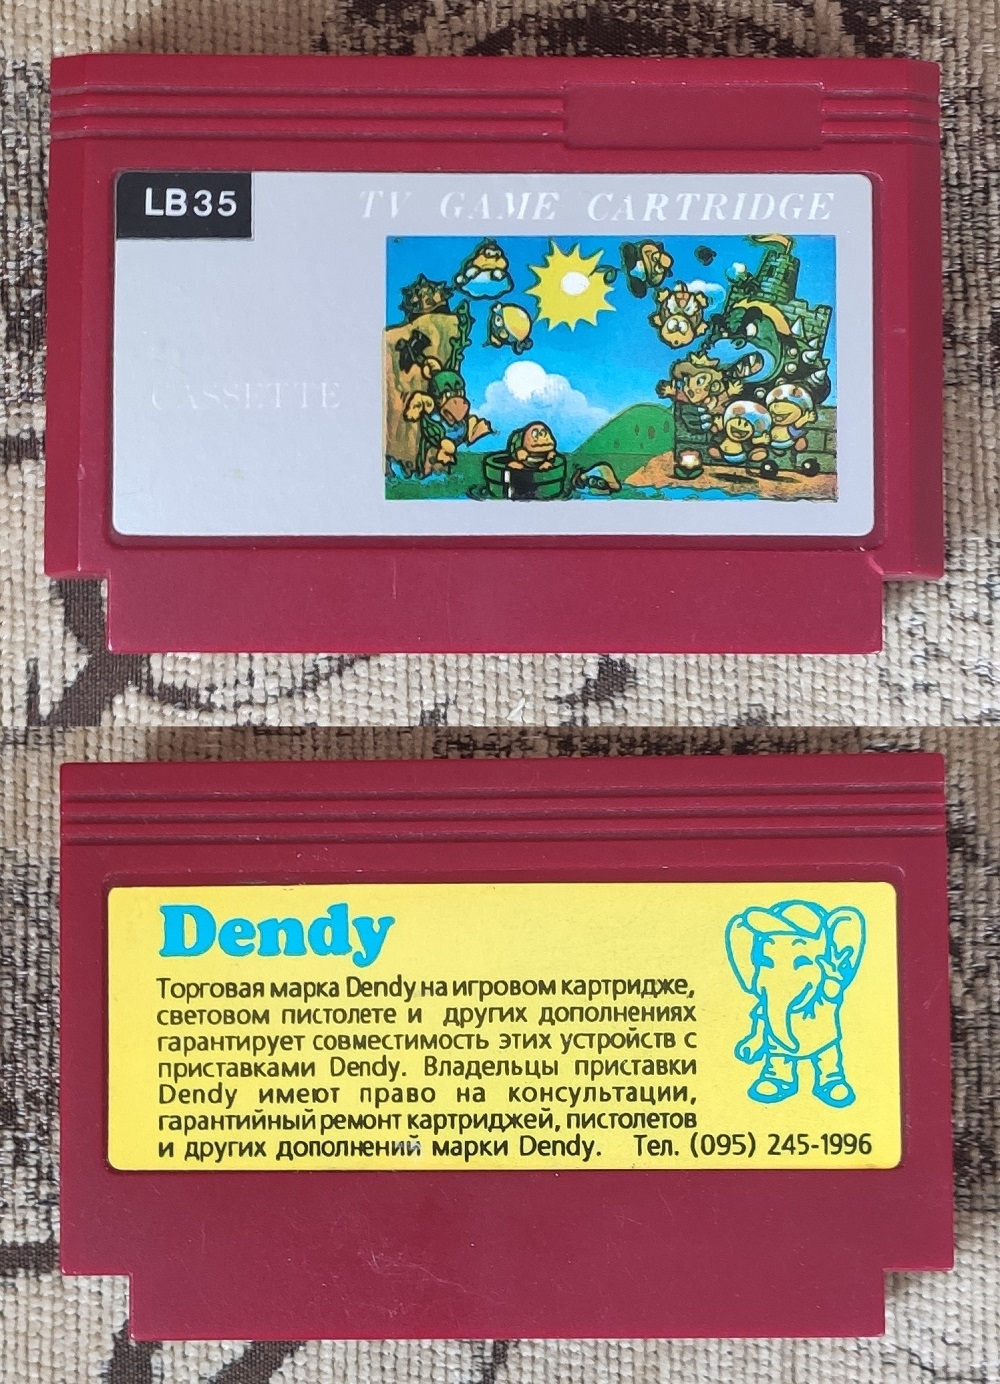 LB35
TV GAME CARTRIDGE
CASSETTE
Dendy
Торговая марка Dendy на игровом картридже,
световом пистолете и других дополнениях
гарантирует совместимость этих устройств с
приставками Dendy. Владельцы приставки
Dendy имеют право на консультации,
гарантийный ремонт картриджей, пистолетов
и других дополнений марки Dendy. Тел. (095) 245-1996